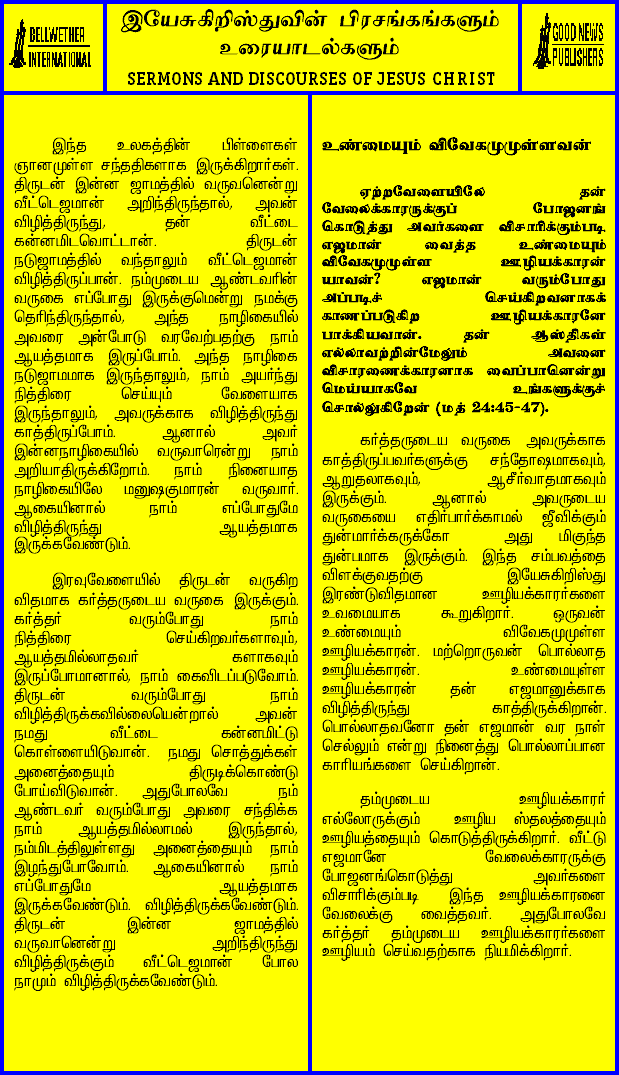 BELLWETHER
INTERNATIONAL
இயேசுகிறிஸ்துவின் பிரசங்கங்களும்
உரையாடல்களும்
SERMONS AND DISCOURSES OF JESUS CHRIST
GOOD NEWS
PUBLISHERS
இந்த உலகத்தின் பிள்ளைகள்
ஞானமுள்ள சந்ததிகளாக இருக்கிறார்கள்.
திருடன் இன்ன ஜாமத்தில் வருவனென்று
வீட்டெஜமான் அறிந்திருந்தால், அவன்
விழித்திருந்து, தன் வீட்டை
கன்னமிடவொட்டான். திருடன்
நடுஜாமத்தில் வந்தாலும் வீட்டெஜமான்
விழித்திருப்பான். நம்முடைய ஆண்டவரின்
வருகை எப்போது இருக்குமென்று நமக்கு
தெரிந்திருந்தால், அந்த நாழிகையில்
அவரை அன்போடு வரவேற்பதற்கு நாம்
ஆயத்தமாக இருப்போம். அந்த நாழிகை
நடுஜாமமாக இருந்தாலும், நாம் அயர்ந்து
நித்திரை செய்யும் வேளையாக
இருந்தாலும், அவருக்காக விழித்திருந்து
காத்திருப்போம். ஆனால் அவர்
இன்னநாழிகையில் வருவாரென்று நாம்
அறியாதிருக்கிறோம். நாம் நினையாத
நாழிகையிலே மனுஷகுமாரன் வருவார்.
ஆகையினால் நாம் எப்போதுமே
விழித்திருந்து ஆயத்தமாக
இருக்கவேண்டும்.
இரவுவேளையில் திருடன் வருகிற
விதமாக கர்த்தருடைய வருகை இருக்கும்.
கர்த்தர் வரும்போது நாம்
நித்திரை செய்கிறவர்களாவும்,
ஆயத்தமில்லாதவர் களாகவும்
இருப்போமானால், நாம் கைவிடப்படுவோம்.
திருடன் வரும்போது நாம்
விழித்திருக்கவில்லையென்றால் அவன்
நமது வீட்டை கன்னமிட்டு
கொள்ளையிடுவான். நமது சொத்துக்கள்
அனைத்தையும் திருடிக்கொண்டு
போய்விடுவான். அதுபோலவே நம்
ஆண்டவர் வரும்போது அவரை சந்திக்க
நாம் ஆயத்தமில்லாமல் இருந்தால்,
நம்மிடத்திலுள்ளது அனைத்தையும் நாம்
இழந்துபோவோம். ஆகையினால் நாம்
எப்போதுமே ஆயத்தமாக
இருக்கவேண்டும். விழித்திருக்கவேண்டும்.
திருடன் இன்ன ஜாமத்தில்
வருவானென்று அறிந்திருந்து
விழித்திருக்கும் வீட்டெஜமான் போல
நாமும் விழித்திருக்கவேண்டும்.
உண்மையும் விவேகமுமுள்ளவன்
ஏற்றவேளையிலே தன்
வேலைக்காரருக்குப் போஜனங்
கொடுத்து அவர்களை விசாரிக்கும்படி
எஜமான் வைத்த உண்மையும்
விவேகமுமுள்ள ஊழியக்காரன்
யாவன்? எஜமான் வரும்போது
அப்படிச் செய்கிறவனாகக்
காணப்படுகிற ஊழியக்காரனே
பாக்கியவான். தன் ஆஸ்திகள்
எல்லாவற்றின்மேலும் அவனை
விசாரணைக்காரனாக வைப்பானென்று
மெய்யாகவே உங்களுக்குச்
சொல்லுகிறேன் (மத் 24:45-47).
கர்த்தருடைய வருகை அவருக்காக
காத்திருப்பவர்களுக்கு சந்தோஷமாகவும்,
ஆறுதலாகவும், ஆசீர்வாதமாகவும்
இருக்கும். ஆனால் அவருடைய
வருகையை எதிர்பார்க்காமல் ஜீவிக்கும்
துன்மார்க்கருக்கோ அது மிகுந்த
துன்பமாக இருக்கும். இந்த சம்பவத்தை
விளக்குவதற்கு இயேசுகிறிஸ்து
இரண்டுவிதமான ஊழியக்காரர்களை
உவமையாக கூறுகிறார். ஒருவன்
உண்மையும் விவேகமுமுள்ள
ஊழியக்காரன். மற்றொருவன் பொல்லாத
ஊழியக்காரன். உண்மையுள்ள
ஊழியக்காரன் தன் எஜமானுக்காக
விழித்திருந்து காத்திருக்கிறான்.
பொல்லாதவனோ தன் எஜமான் வர நாள்
செல்லும் என்று நினைத்து பொல்லாப்பான
காரியங்களை செய்கிறான்.
தம்முடைய ஊழியக்காரர்
எல்லோருக்கும் ஊழிய ஸ்தலத்தையும்
ஊழியத்தையும் கொடுத்திருக்கிறார். வீட்டு
எஜமானே வேலைக்காரருக்கு
போஜனங்கொடுத்து அவர்களை
விசாரிக்கும்படி இந்த ஊழியக்காரனை
வேலைக்கு வைத்தவர். அதுபோலவே
கர்த்தர் தம்முடைய ஊழியக்காரர்களை
ஊழியம் செய்வதற்காக நியமிக்கிறார்.